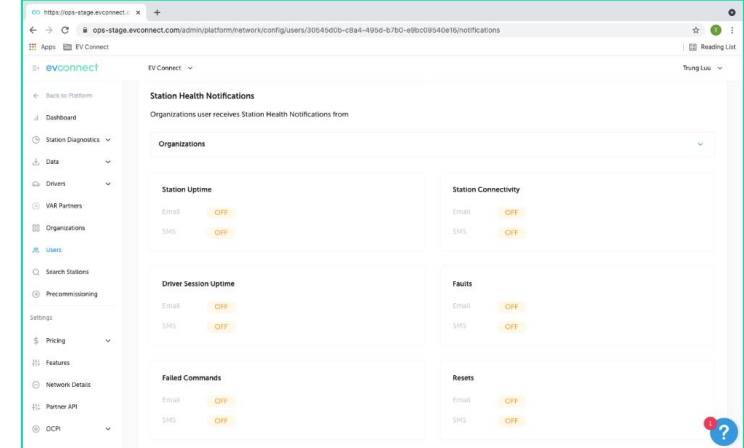 https://ops-stage.evconnect.c
ops-stage.evconnect.com/admin/platform/network/config/users/30545d0b-c8a4-495d-b7b0-e9bc09540e16/notifications
T
Apps EV Connect Reading List
evconnect EV Connect Trung Luu
Back to Platform
Dashboard
Station Diagnostics
Data
Drivers
VAR Partners
Organizations
Users
Search Stations
Precommissioning
Settings
Pricing
Features
Network Details
Partner API
OCPI
Station Health Notifications
Organizations user receives Station Health Notifications from
Organizations
Station Uptime
Email OFF
SMS OFF
Station Connectivity
Email OFF
SMS OFF
Driver Session Uptime
Email OFF
SMS OFF
Faults
Email OFF
SMS OFF
Failed Commands
Email OFF
SMS OFF
Resets
Email OFF
SMS OFF
1
?